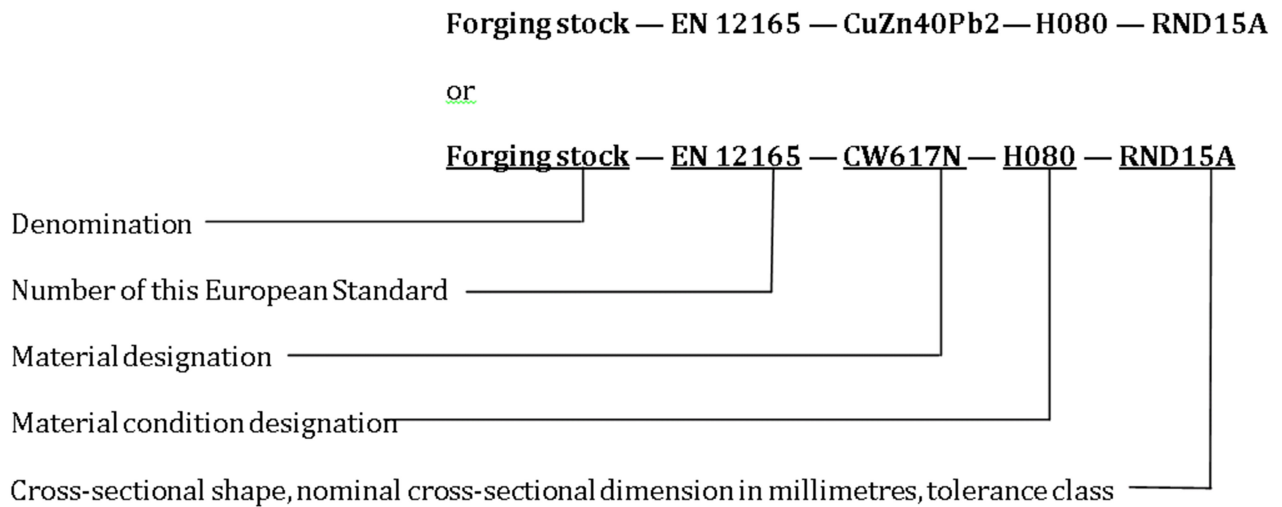 Forging stock — EN 12165 — CuZn40Pb2 — H080 — RND15A
or
Forging stock — EN 12165 — CW617N — H080 — RND15A
Denomination
Number of this European Standard
Material designation
Material condition designation
Cross-sectional shape, nominal cross-sectional dimension in millimetres, tolerance class